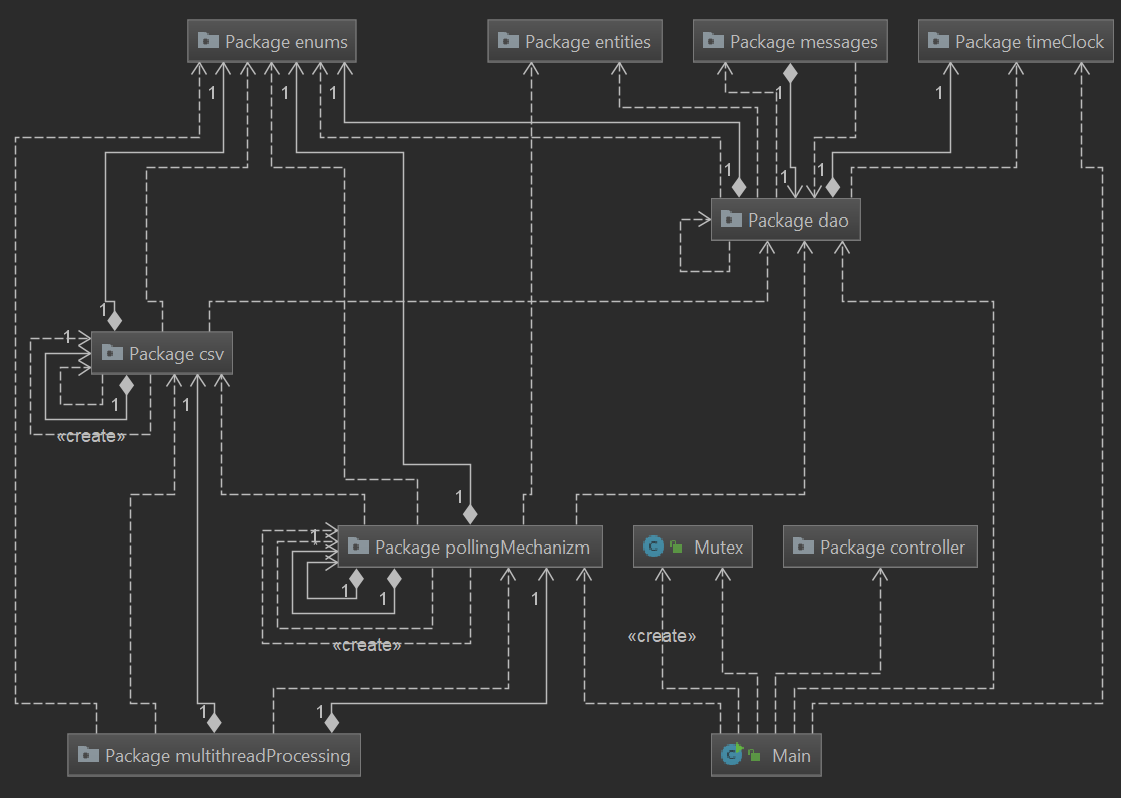 Package enums
Package entities
Package messages
Package timeClock
1
1
1
1
1
1
1
1
Package dao
1
1
Package csv
1
1
«create»
1
1
Package pollingMechanizm
C
Mutex
Package controller
1
1
1
«create»
«create»
1
1
Package multithreadProcessing
C
Main